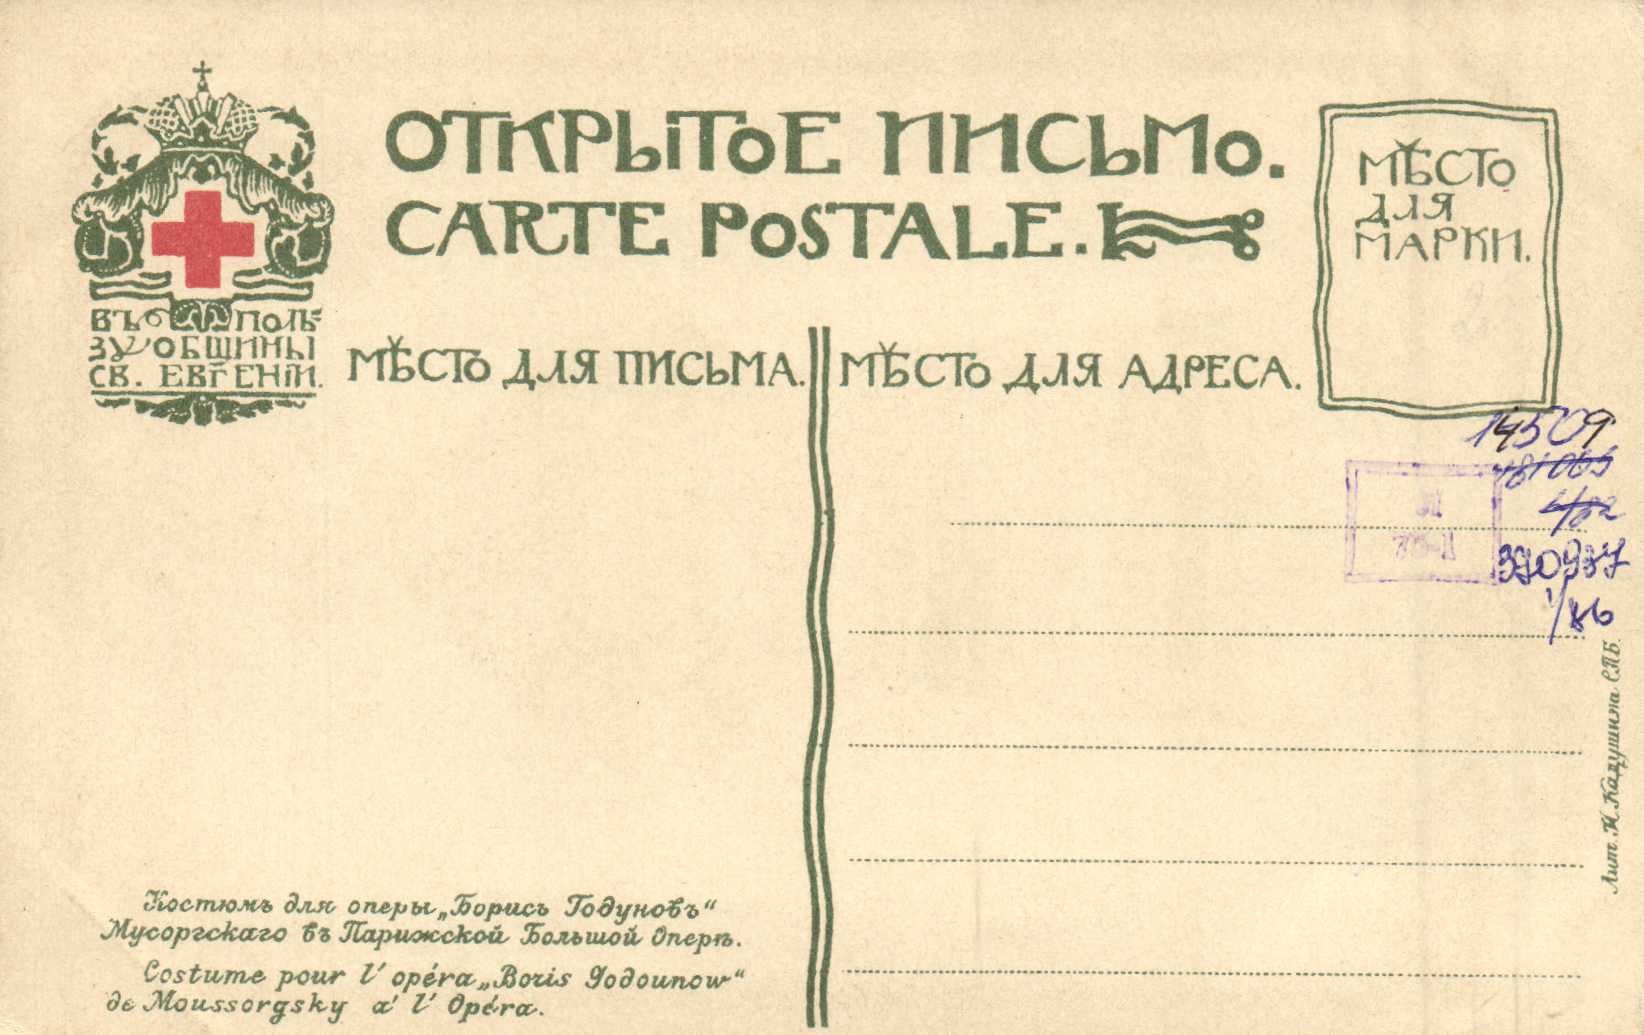 ОТКРЫТОЕ ПИСЬМО.
CARTE POSTALE.
МѢСТО
ДЛЯ
МАРКИ.
ВЪ ПОЛЬ=
ЗУ ОБЩИНЫ
СВ. ЕВГЕНІИ.
МѢСТО ДЛЯ ПИСЬМА.
МѢСТО ДЛЯ АДРЕСА.
14509
481065
370937
1/86
Лит. Н. Кадушина СПБ.
Костюмъ для оперы „Борисъ Годуновъ“
Мусоргскаго въ Парижской Большой Оперѣ.
Costume pour l' opéra „Boris Godounow“
de Moussorgsky a' l' Opéra.